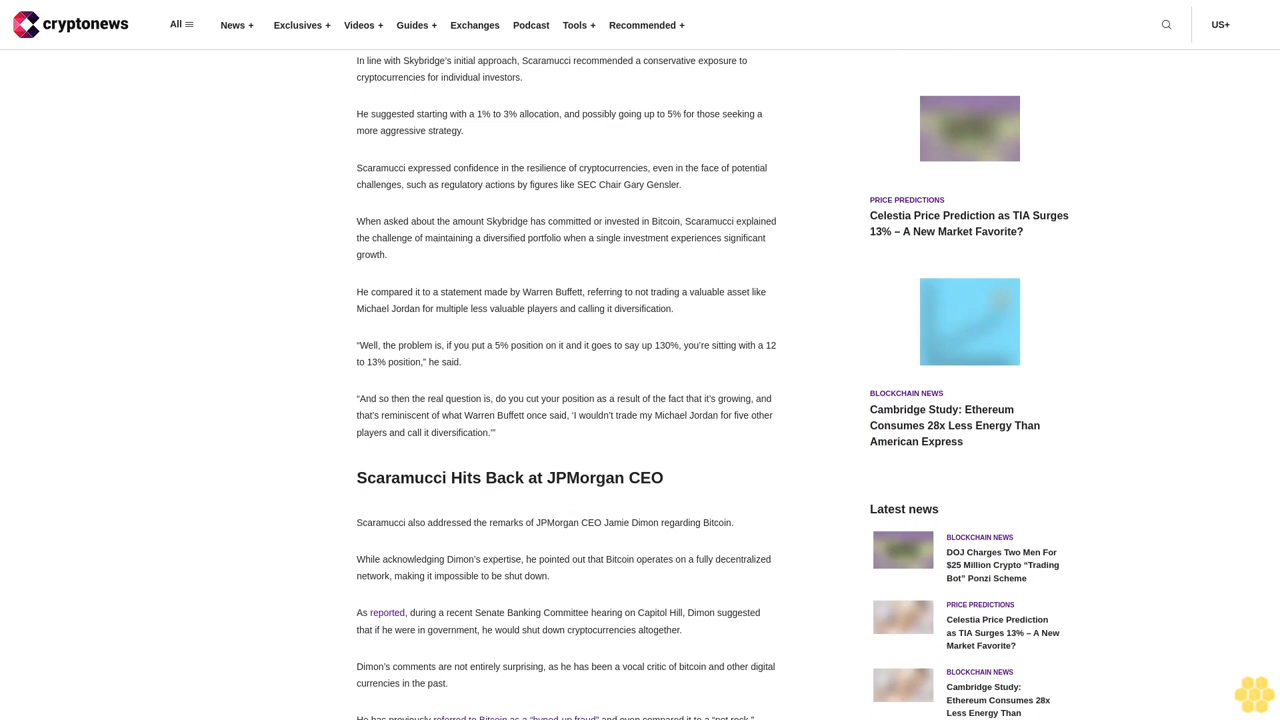 cryptonews
All
News +
Exclusives +
Videos +
Guides +
Exchanges
Podcast
Tools +
Recommended +
US+
In line with Skybridge’s initial approach, Scaramucci recommended a conservative exposure to
cryptocurrencies for individual investors.
He suggested starting with a 1% to 3% allocation, and possibly going up to 5% for those seeking a
more aggressive strategy.
Scaramucci expressed confidence in the resilience of cryptocurrencies, even in the face of potential
challenges, such as regulatory actions by figures like SEC Chair Gary Gensler.
When asked about the amount Skybridge has committed or invested in Bitcoin, Scaramucci explained
the challenge of maintaining a diversified portfolio when a single investment experiences significant
growth.
He compared it to a statement made by Warren Buffett, referring to not trading a valuable asset like
Michael Jordan for multiple less valuable players and calling it diversification.
“Well, the problem is, if you put a 5% position on it and it goes to say up 130%, you’re sitting with a 12
to 13% position,” he said.
“And so then the real question is, do you cut your position as a result of the fact that it’s growing, and
that’s reminiscent of what Warren Buffett once said, ‘I wouldn’t trade my Michael Jordan for five other
players and call it diversification.’”
Scaramucci Hits Back at JPMorgan CEO
Scaramucci also addressed the remarks of JPMorgan CEO Jamie Dimon regarding Bitcoin.
While acknowledging Dimon’s expertise, he pointed out that Bitcoin operates on a fully decentralized
network, making it impossible to be shut down.
As reported, during a recent Senate Banking Committee hearing on Capitol Hill, Dimon suggested
that if he were in government, he would shut down cryptocurrencies altogether.
Dimon’s comments are not entirely surprising, as he has been a vocal critic of bitcoin and other digital
currencies in the past.
He has previously referred to Bitcoin as a “hyped-up fraud” and even compared it to a “pet rock.”
PRICE PREDICTIONS
Celestia Price Prediction as TIA Surges
13% – A New Market Favorite?
BLOCKCHAIN NEWS
Cambridge Study: Ethereum
Consumes 28x Less Energy Than
American Express
Latest news
BLOCKCHAIN NEWS
DOJ Charges Two Men For
$25 Million Crypto “Trading
Bot” Ponzi Scheme
PRICE PREDICTIONS
Celestia Price Prediction
as TIA Surges 13% – A New
Market Favorite?
BLOCKCHAIN NEWS
Cambridge Study:
Ethereum Consumes 28x
Less Energy Than